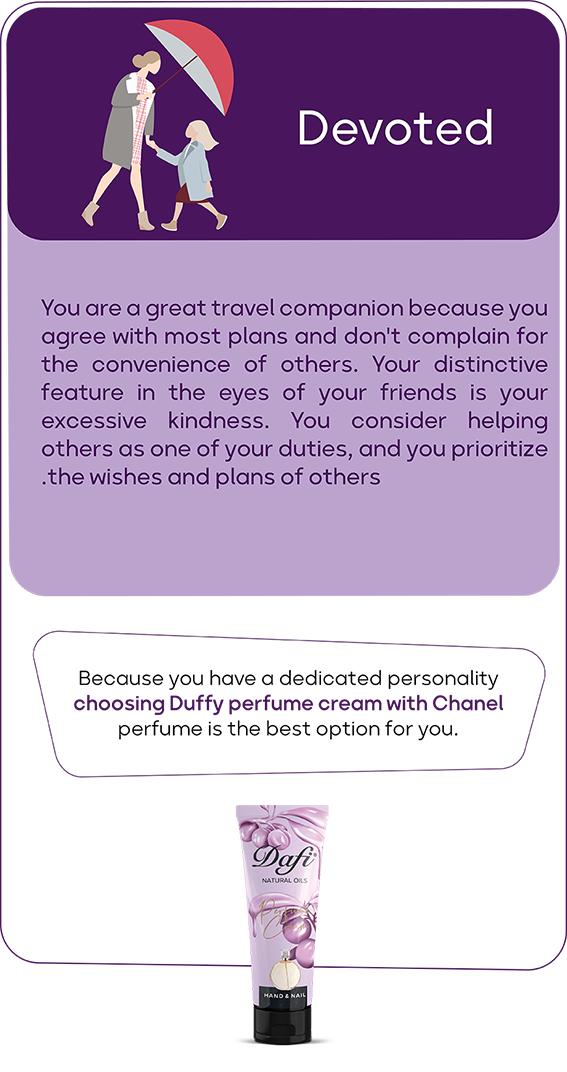 Devoted
You are a great travel companion because you
agree with most plans and don't complain for
the convenience of others. Your distinctive
feature in the eyes of your friends is your
excessive kindness. You consider helping
others as one of your duties, and you prioritize
.the wishes and plans of others
Because you have a dedicated personality
choosing Duffy perfume cream with Chanel
perfume is the best option for you.
Dafi®
NATURAL OILS
Perfume
Cream
HAND & NAIL